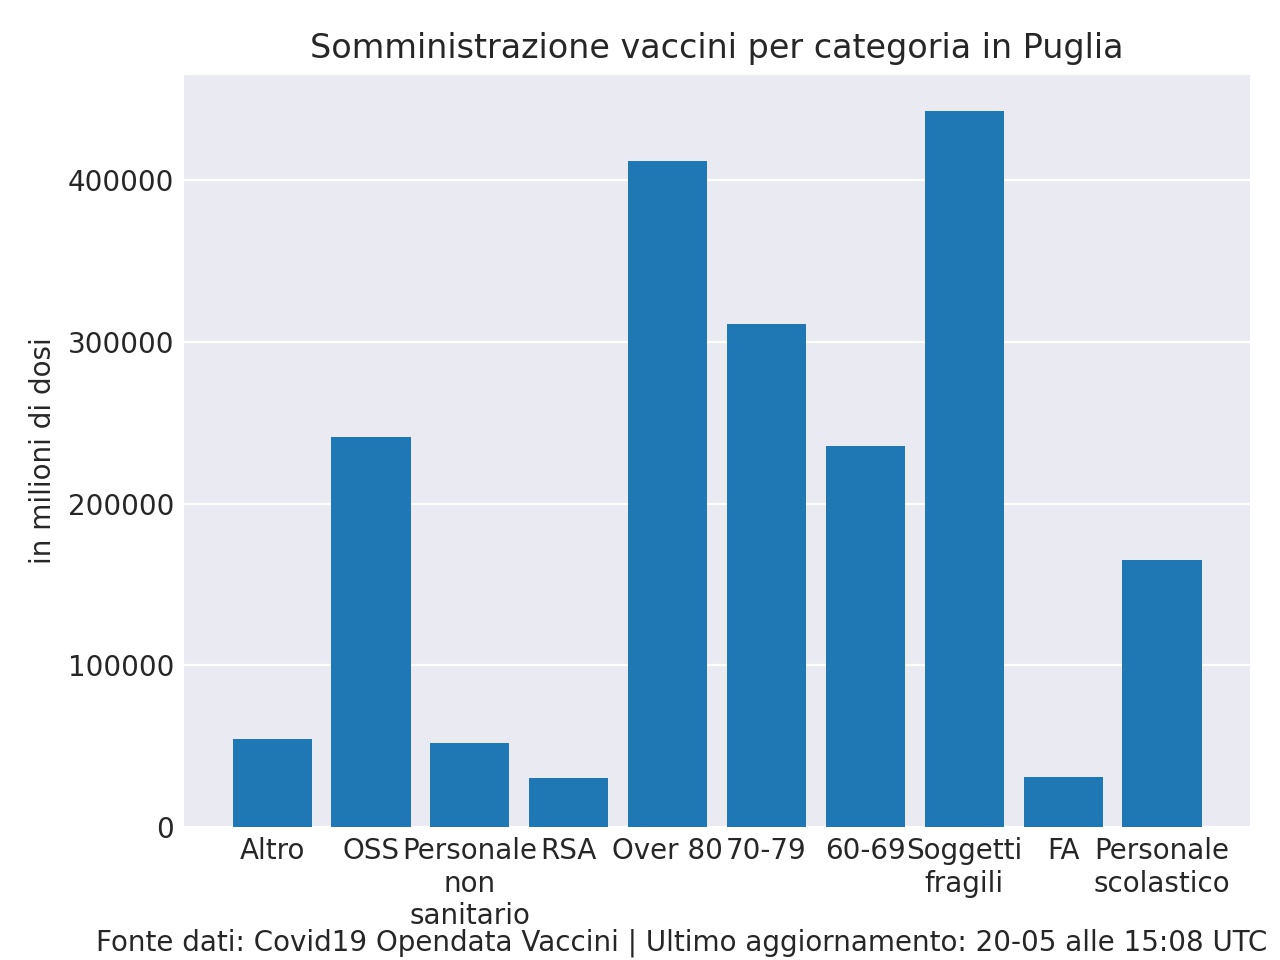 Somministrazione vaccini per categoria in Puglia
in milioni di dosi
400000
300000
200000
100000
0
Altro
OSS
Personale
non
sanitario
RSA
Over 80
70-79
60-69
Soggetti
fragili
FA
Personale
scolastico
Fonte dati: Covid19 Opendata Vaccini | Ultimo aggiornamento: 20-05 alle 15:08 UTC